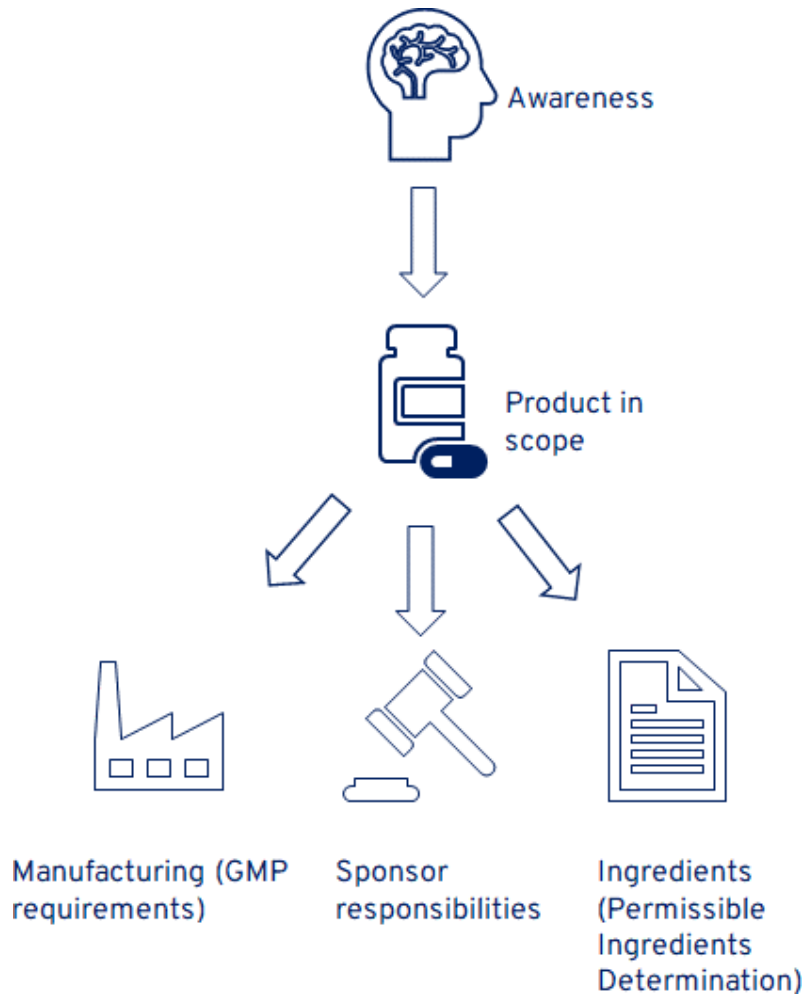 Awareness
Product in
scope
Manufacturing (GMP
requirements)
Sponsor
responsibilities
Ingredients
(Permissible
Ingredients
Determination)